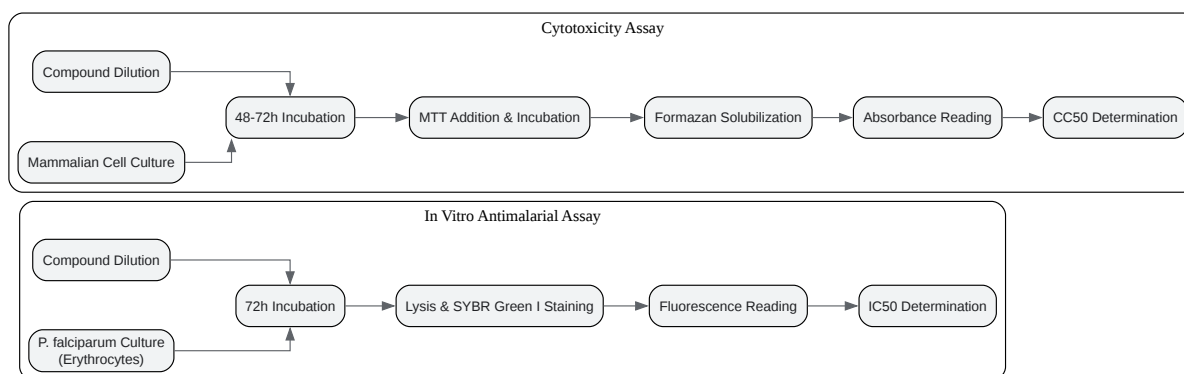 Cytotoxicity Assay
Compound Dilution
48-72h Incubation
MTT Addition & Incubation
Formazan Solubilization
Absorbance Reading
CC50 Determination
Mammalian Cell Culture
In Vitro Antimalarial Assay
Compound Dilution
72h Incubation
Lysis & SYBR Green I Staining
Fluorescence Reading
IC50 Determination
P. falciparum Culture
(Erythrocytes)